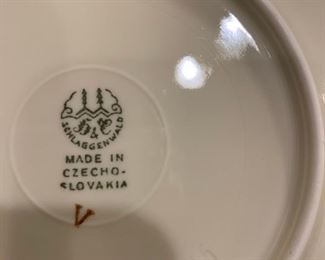 H & C
SCHLAGGENWALD
MADE IN
CZECHO-
SLOVAKIA
V